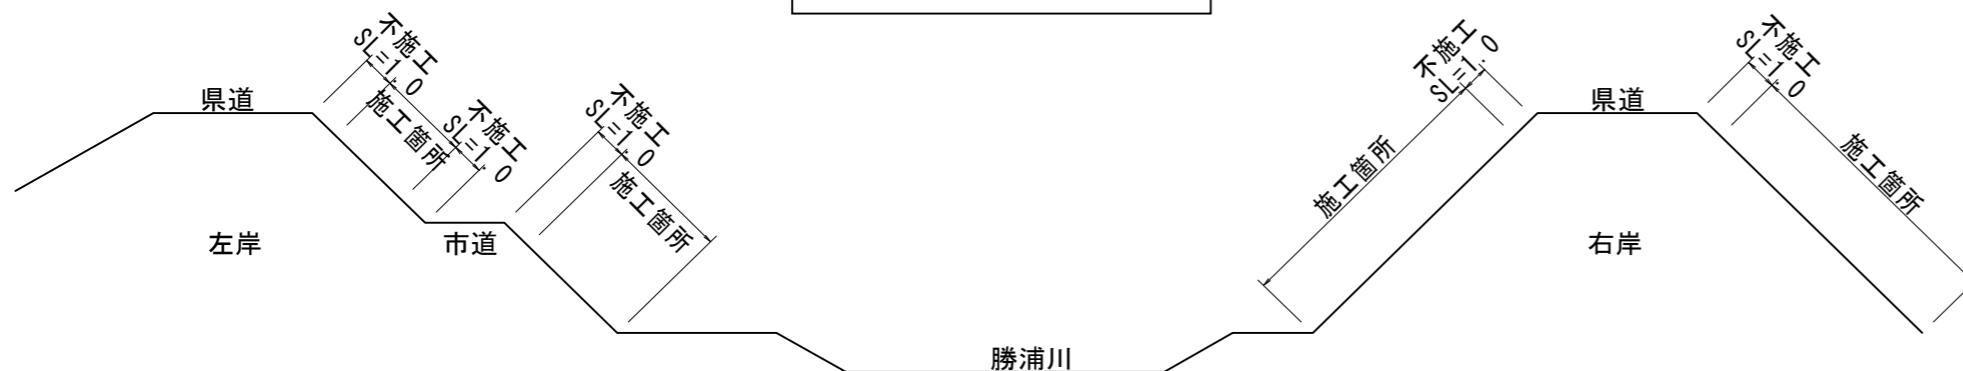 不施工
SL=1.0
県道
施工箇所
不施工
SL=1.0
不施工
SL=1.0
施工箇所
左岸
市道
勝浦川
不施工
SL=1.0
施工箇所
県道
不施工
SL=1.0
施工箇所
右岸